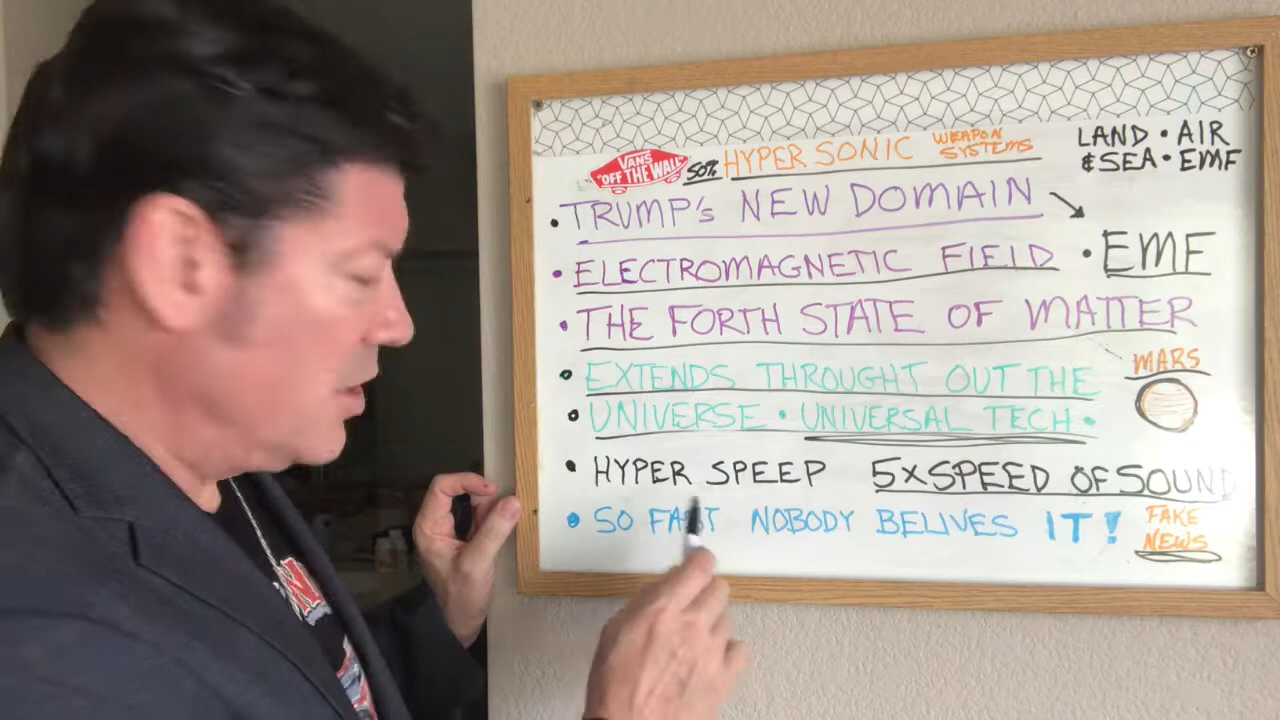 VANS
"OFF THE WALL"
50% HYPER SONIC WEAPON SYSTEMS
LAND • AIR
& SEA • EMF
• TRUMP's NEW DOMAIN
• ELECTROMAGNETIC FIELD • EMF
• THE FORTH STATE OF MATTER
• EXTENDS THROUGHT OUT THE
MARS
• UNIVERSE • UNIVERSAL TECH •
• HYPER SPEEP 5XSPEED OF SOUND
• SO FAST NOBODY BELIVES IT!
FAKE
NEWS